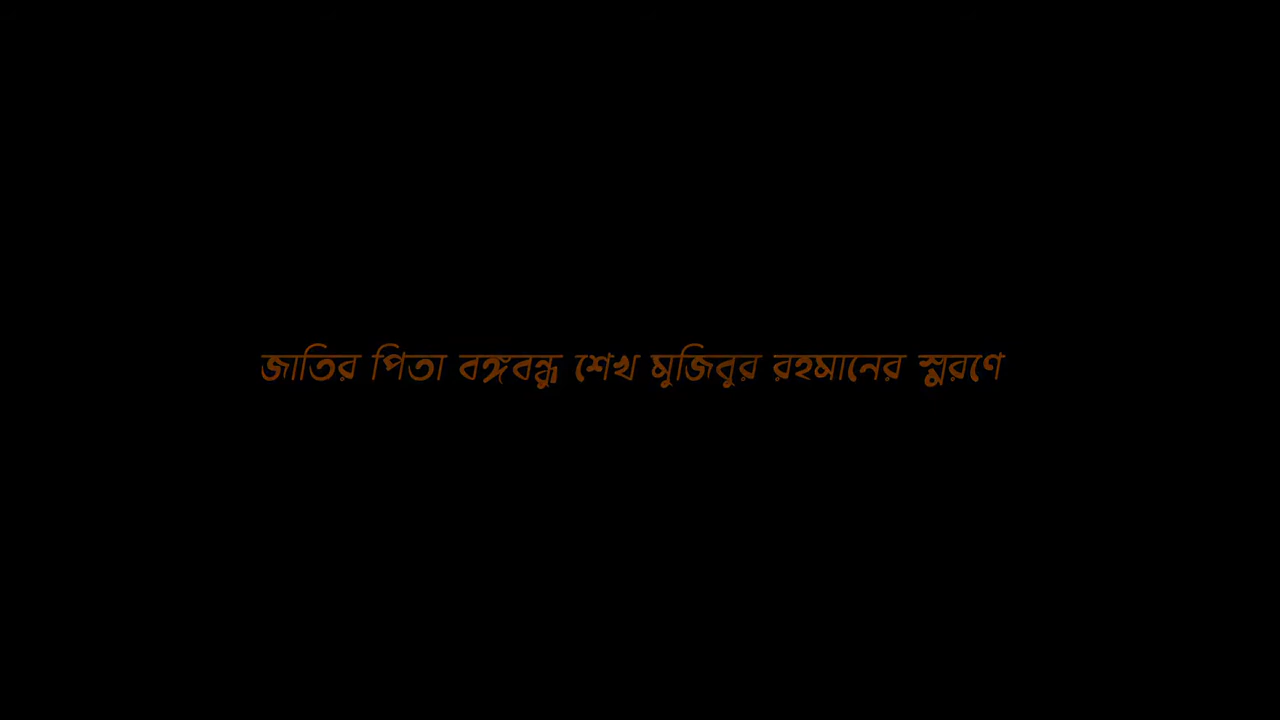 জাতির পিতা বঙ্গবন্ধু শেখ মুজিবুর রহমানের স্মরণে